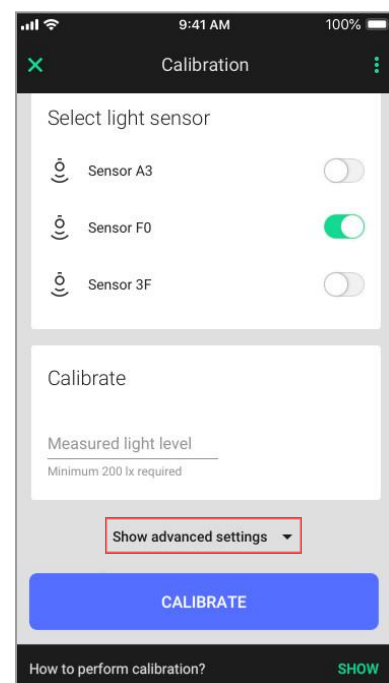 9:41 AM
100%
Calibration
Select light sensor
Sensor A3
Sensor F0
Sensor 3F
Calibrate
Measured light level
Minimum 200 lx required
Show advanced settings
CALIBRATE
How to perform calibration? SHOW